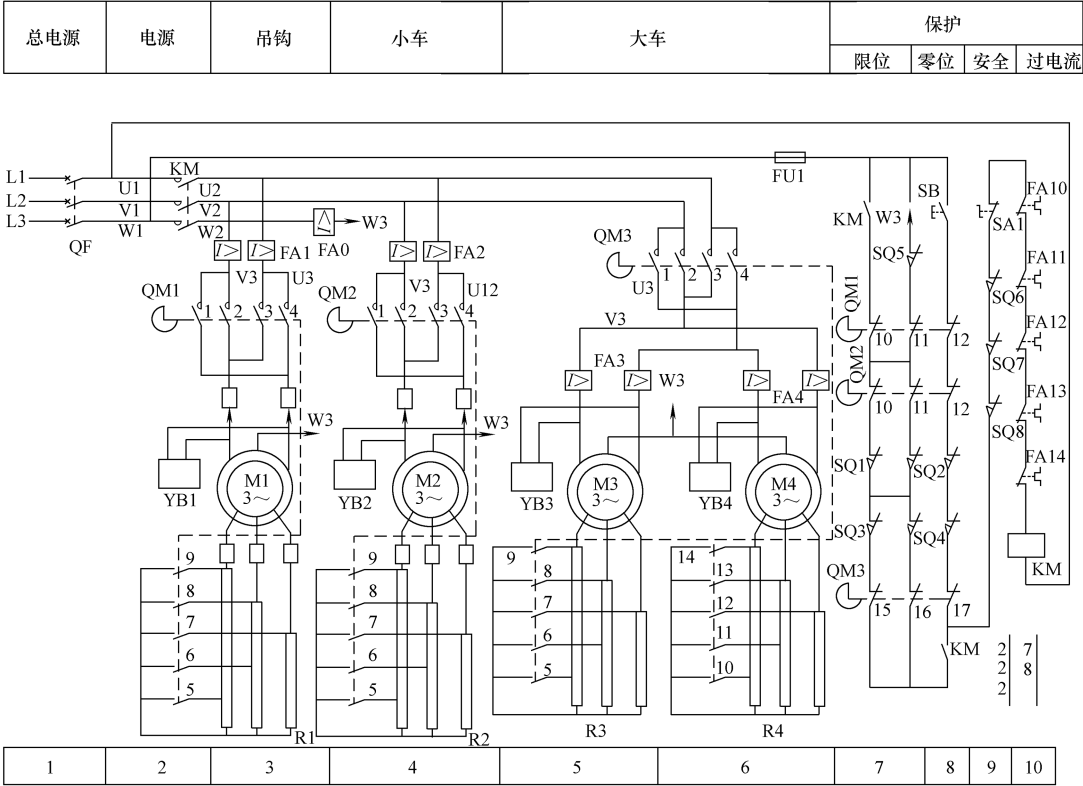 总电源 电源 吊钩 小车 大车 保护
限位 零位 安全 过电流
L1 U1 KM U2 FU1 SB FA10
L2 V1 V2 KM W3 SA1
L3 W1 W2 FA0 W3
QF FA1 FA2 QM3 SQ5 FA11
V3 U3 V3 U12 U3 1 2 3 4 SQ6
QM1 1 2 3 4 QM2 1 2 3 4 V3 QM1 10 11 12 FA12
FA3 W3 FA4 QM2 SQ7
10 11 12 FA13
W3 W3 SQ8
SQ1 SQ2 FA14
YB1 M1 3～ YB2 M2 3～ YB3 M3 3～ YB4 M4 3～
SQ3 SQ4
9 9 9 14 QM3 KM
8 8 8 13 15 16 17
7 7 7 12
6 6 6 11 KM 2 7
5 5 5 10 2 8
2
R1 R2 R3 R4
1 2 3 4 5 6 7 8 9 10